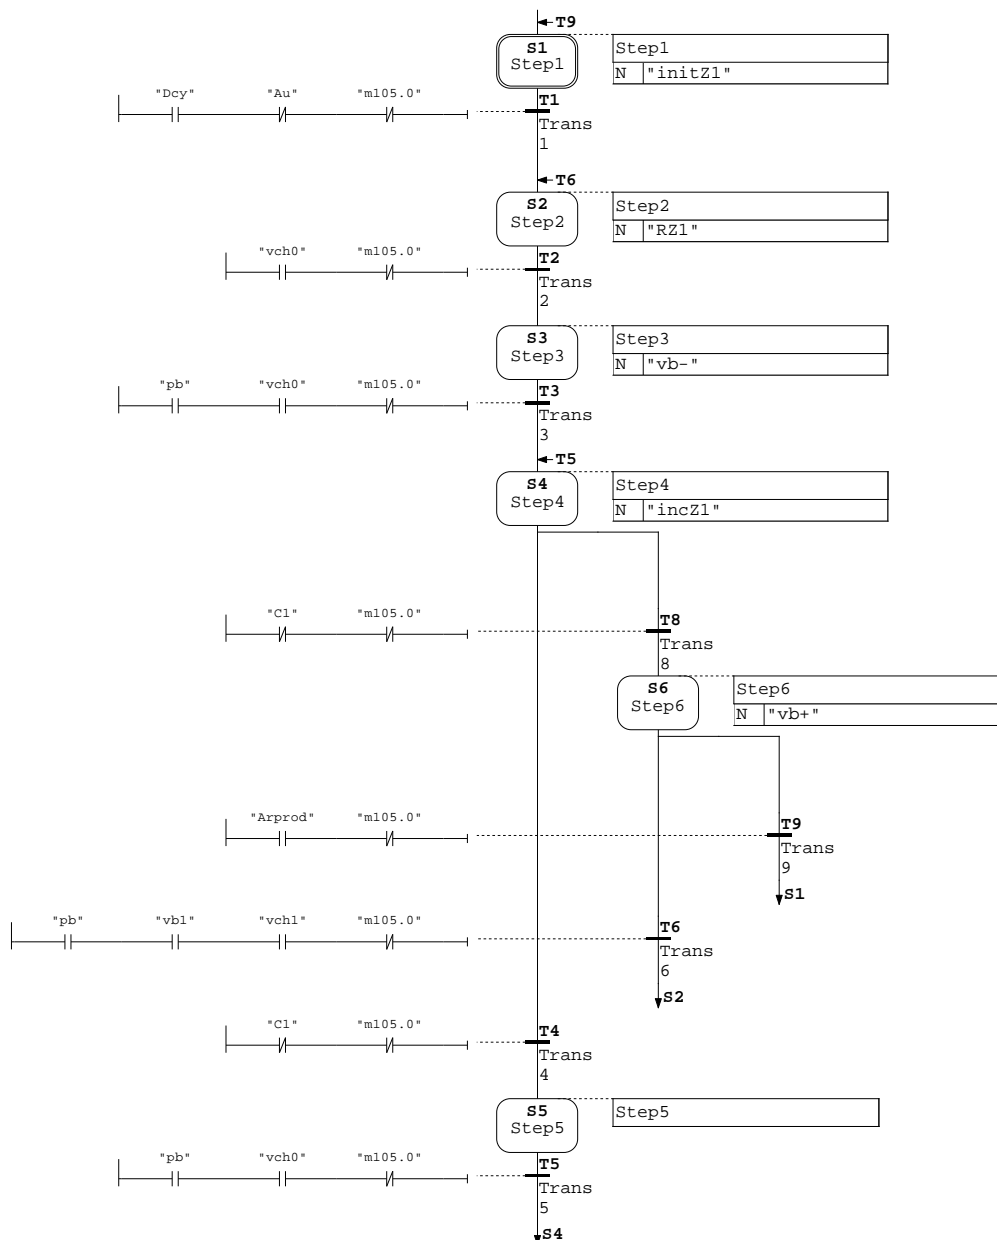 T9
S1
Step1
Step1
N "initZ1"
"Dcy" "Au" "m105.0"
T1
Trans
1
T6
S2
Step2
Step2
N "RZ1"
"vch0" "m105.0"
T2
Trans
2
S3
Step3
Step3
N "vb-"
"pb" "vch0" "m105.0"
T3
Trans
3
T5
S4
Step4
Step4
N "incZ1"
"C1" "m105.0"
T8
Trans
8
S6
Step6
Step6
N "vb+"
"Arprod" "m105.0"
T9
Trans
9
S1
"pb" "vb1" "vch1" "m105.0"
T6
Trans
6
S2
"C1" "m105.0"
T4
Trans
4
S5
Step5
Step5
"pb" "vch0" "m105.0"
T5
Trans
5
S4